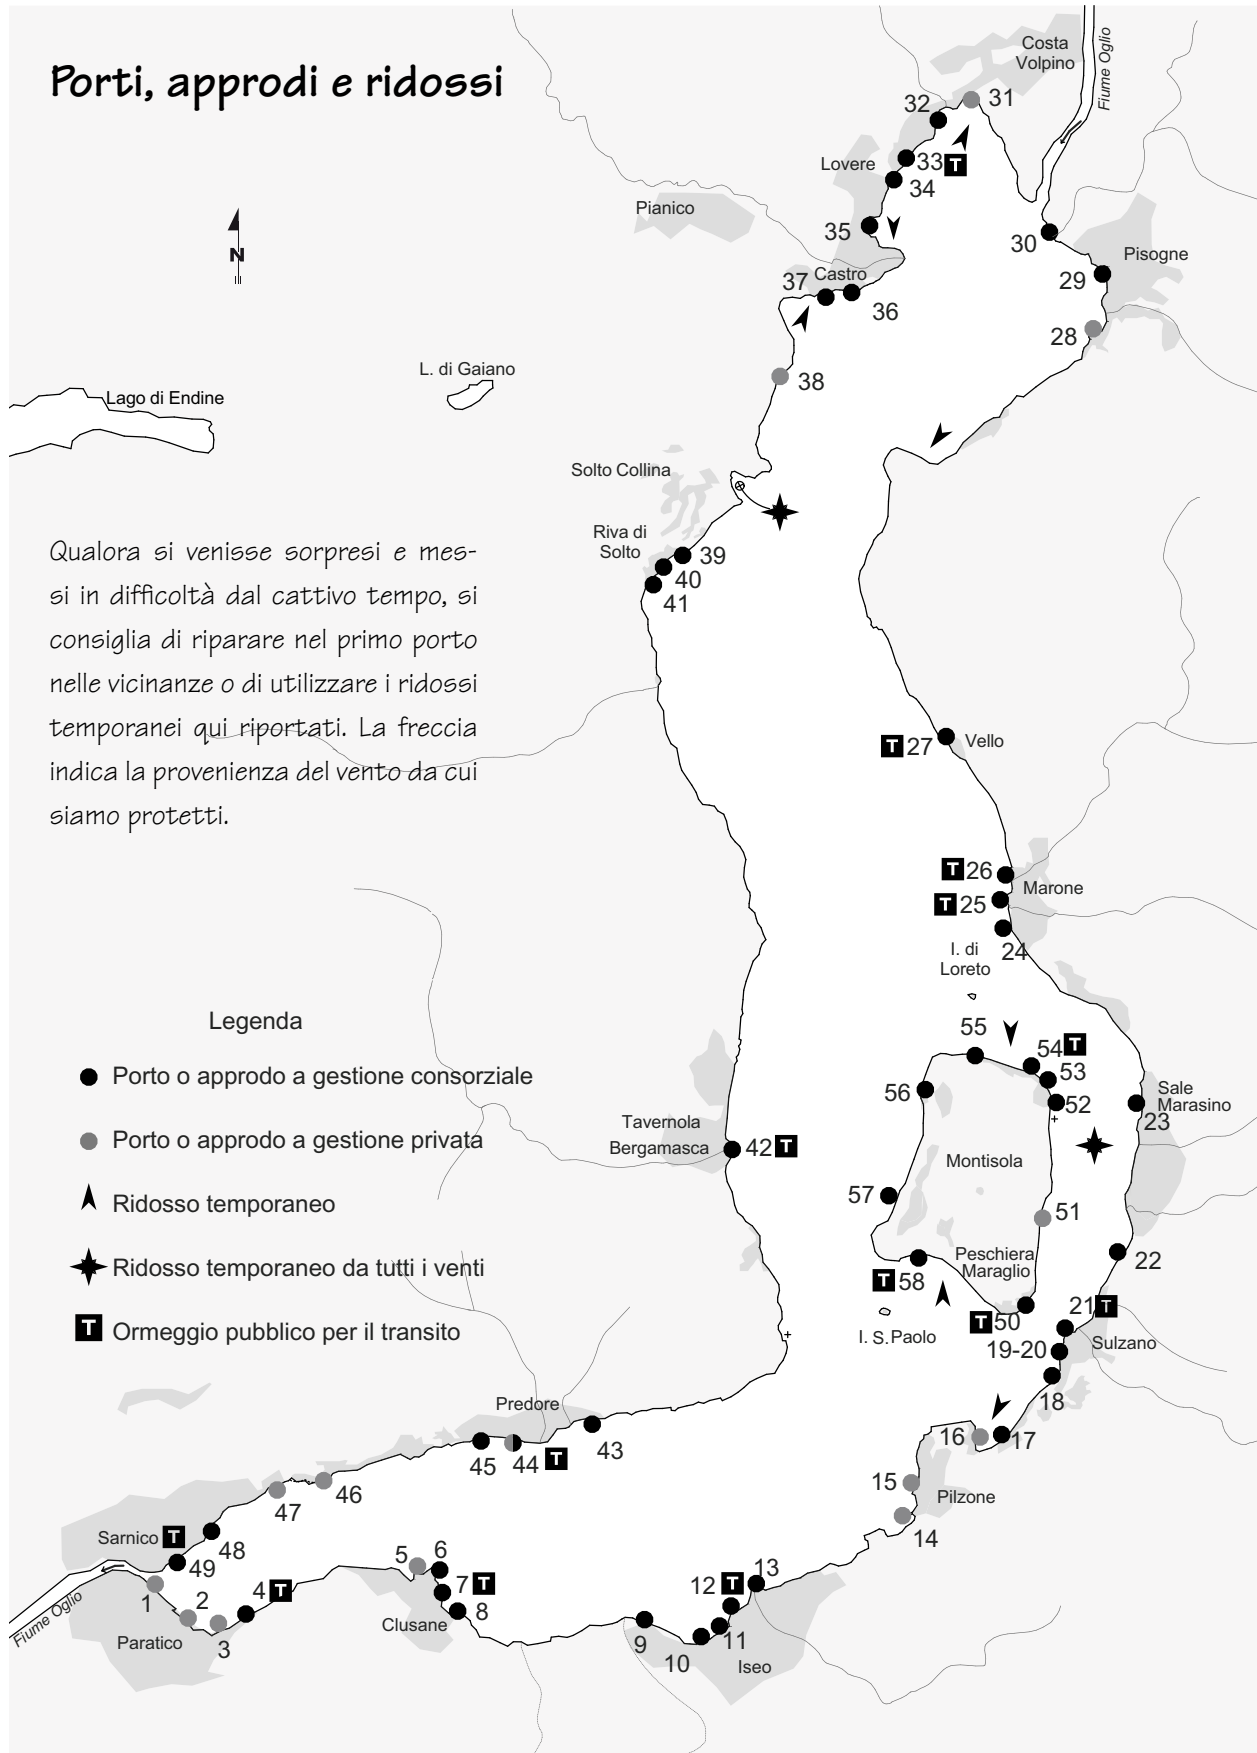 Porti, approdi e ridossi
Costa
Volpino
Fiume Oglio
32
31
33 T
Lovere
34
Pianico
35
30
Pisogne
N
37
Castro
29
36
28
L. di Gaiano
38
Lago di Endine
Solto Collina
Riva di
Solto
39
40
41
Qualora si venisse sorpresi e mes-
si in difficoltà dal cattivo tempo, si
consiglia di riparare nel primo porto
nelle vicinanze o di utilizzare i ridossi
temporanei qui riportati. La freccia
indica la provenienza del vento da cui
siamo protetti.
T 27
Vello
T 26
Marone
T 25
24
I. di
Loreto
Legenda
Porto o approdo a gestione consorziale
Porto o approdo a gestione privata
Ridosso temporaneo
Ridosso temporaneo da tutti i venti
T Ormeggio pubblico per il transito
55
54 T
53
56
52
Sale
Marasino
23
Tavernola
Bergamasca
42 T
Montisola
57
51
Peschiera
Maraglio
22
T 58
T 50
21 T
I. S.Paolo
19-20
Sulzano
18
Predore
43
45
44 T
16
17
15
Pilzone
14
46
47
Sarnico T
48
49
5
6
7 T
8
Clusane
13
12 T
11
10
9
Iseo
1
2
3
4 T
Paratico
Fiume Oglio